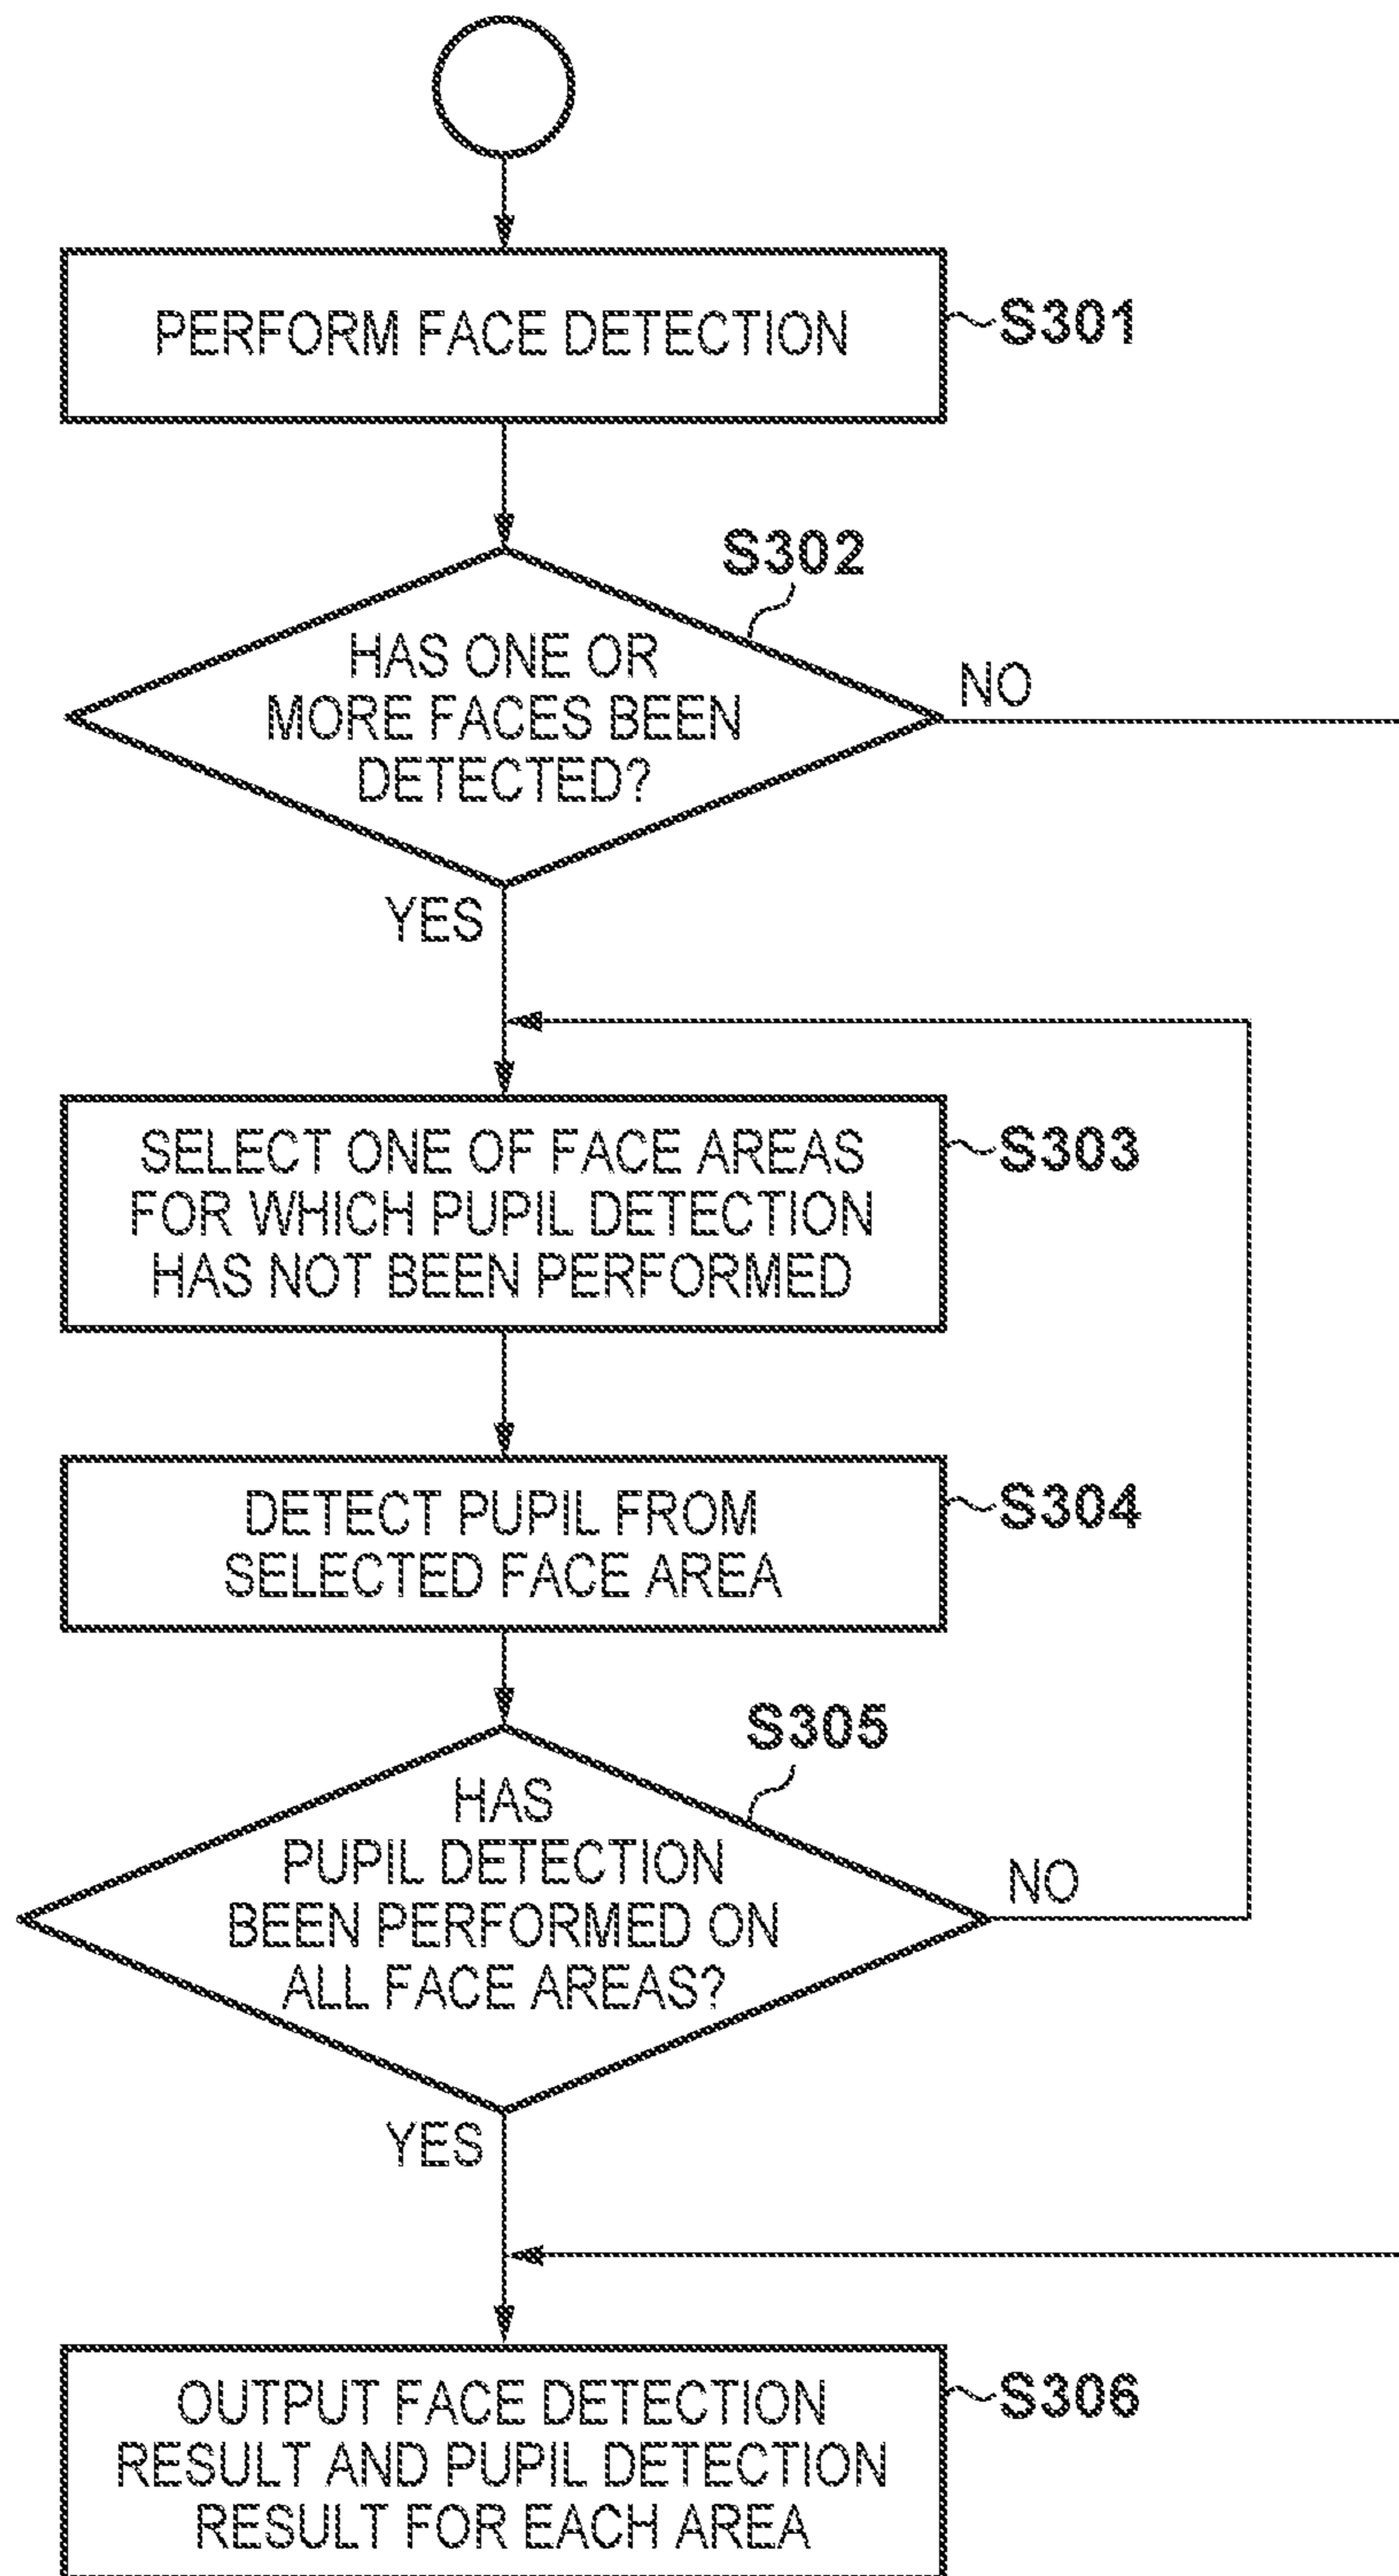 PERFORM FACE DETECTION
S301
S302
HAS ONE OR
MORE FACES BEEN
DETECTED?
NO
YES
SELECT ONE OF FACE AREAS
FOR WHICH PUPIL DETECTION
HAS NOT BEEN PERFORMED
S303
DETECT PUPIL FROM
SELECTED FACE AREA
S304
S305
HAS
PUPIL DETECTION
BEEN PERFORMED ON
ALL FACE AREAS?
NO
YES
OUTPUT FACE DETECTION
RESULT AND PUPIL DETECTION
RESULT FOR EACH AREA
S306